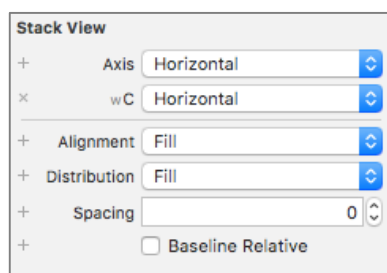 Stack View
+ Axis Horizontal
× wC Horizontal
+ Alignment Fill
+ Distribution Fill
+ Spacing 0
+ Baseline Relative